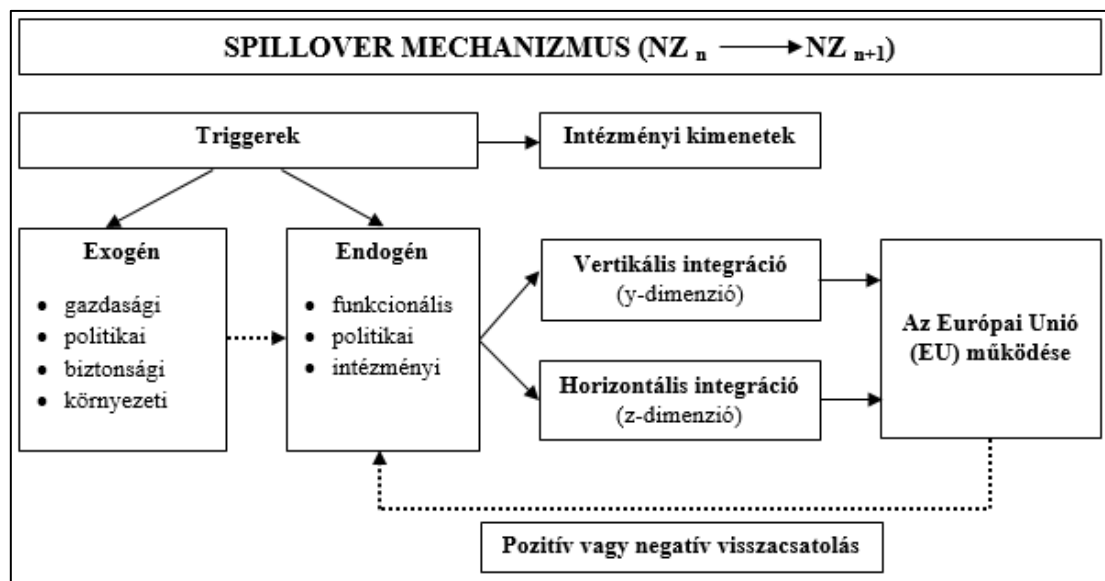 SPILLOVER MECHANIZMUS (NZ n ⟶ NZ n+1)
Triggerek
Intézményi kimenetek
Exogén
• gazdasági
• politikai
• biztonsági
• környezeti
Endogén
• funkcionális
• politikai
• intézményi
Vertikális integráció
(y-dimenzió)
Horizontális integráció
(z-dimenzió)
Az Európai Unió
(EU) működése
Pozitív vagy negatív visszacsatolás